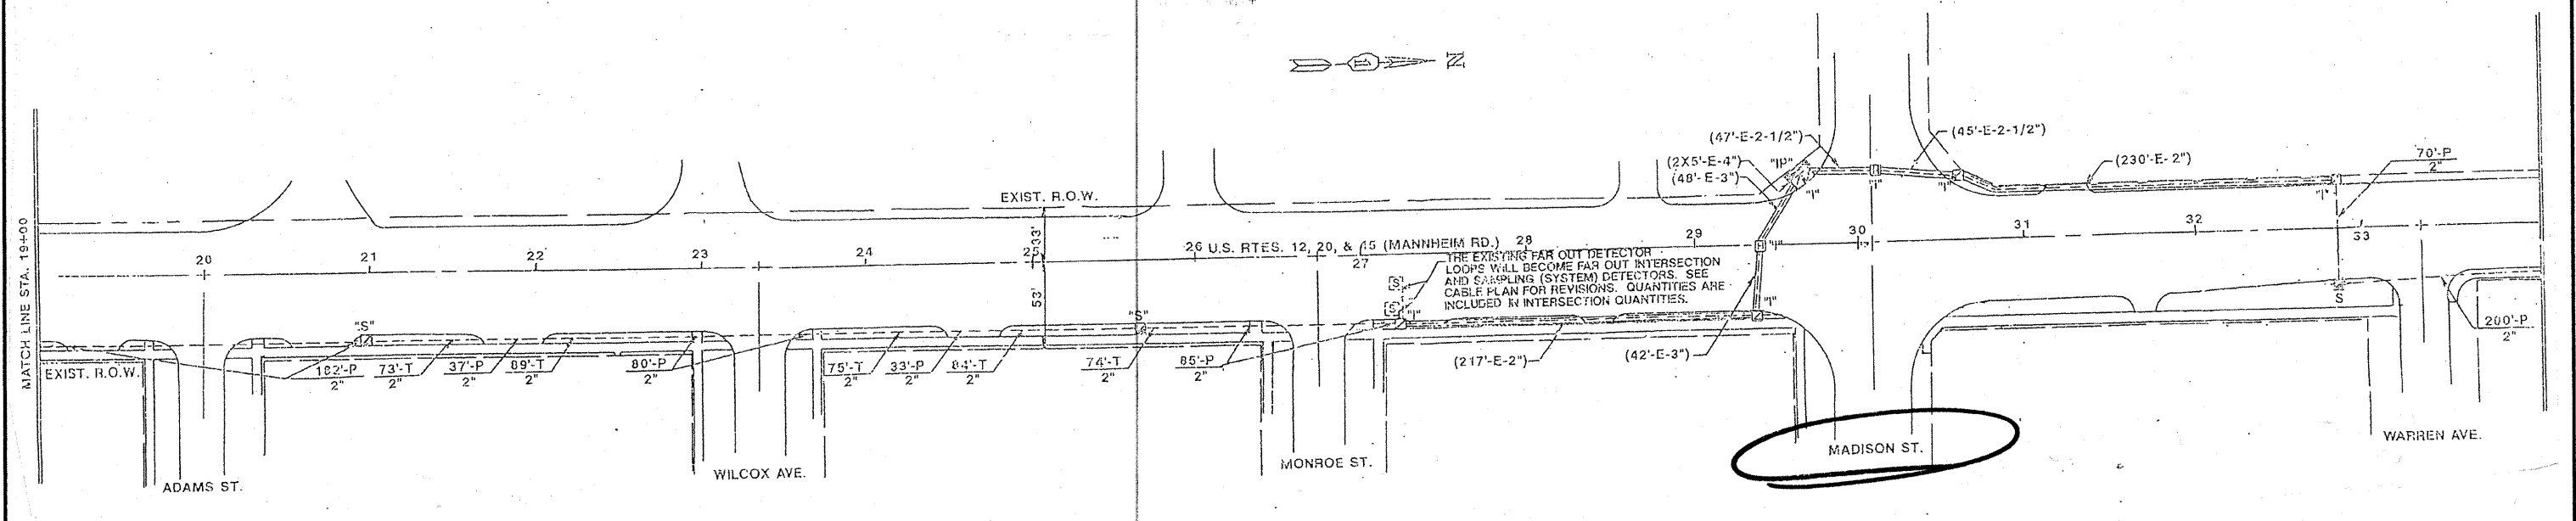 N
(47'-E-2-1/2")
(45'-E-2-1/2")
(2X5'-E-4")
"IP"
(48'-E-3")
"I"
"I"
"I"
(230'-E-2")
70'-P
2"
EXIST. R.O.W.
33'
53'
MATCH LINE STA. 19+00
20
21
22
23
24
25
26
U.S. RTES. 12, 20, & 45 (MANNHEIM RD.)
27
28
29
30
31
32
33
THE EXISTING FAR OUT DETECTOR
LOOPS WILL BECOME FAR OUT INTERSECTION
AND SAMPLING (SYSTEM) DETECTORS. SEE
CABLE PLAN FOR REVISIONS. QUANTITIES ARE
INCLUDED IN INTERSECTION QUANTITIES.
S
S
"I"
"I"
"I"
"S"
"S"
S
EXIST. R.O.W.
182'-P
2"
73'-T
2"
37'-P
2"
89'-T
2"
80'-P
2"
75'-T
2"
33'-P
2"
84'-T
2"
74'-T
2"
85'-P
2"
(217'-E-2")
(42'-E-3")
200'-P
2"
ADAMS ST.
WILCOX AVE.
MONROE ST.
MADISON ST.
WARREN AVE.